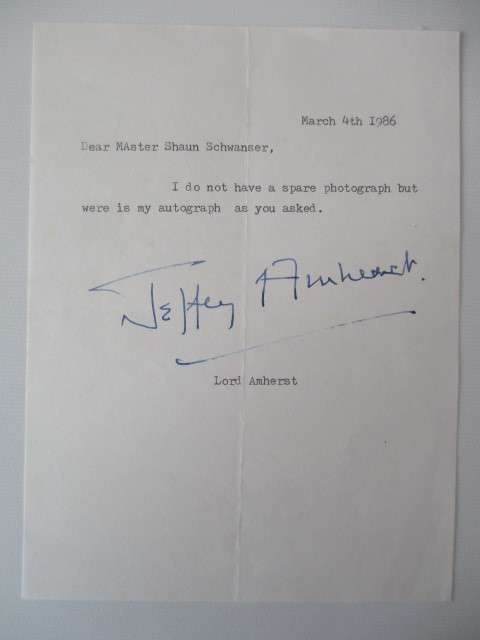 March 4th 1986
Dear MAster Shaun Schwanser,
I do not have a spare photograph but
were is my autograph as you asked.
Jeffery Amherst.
Lord Amherst